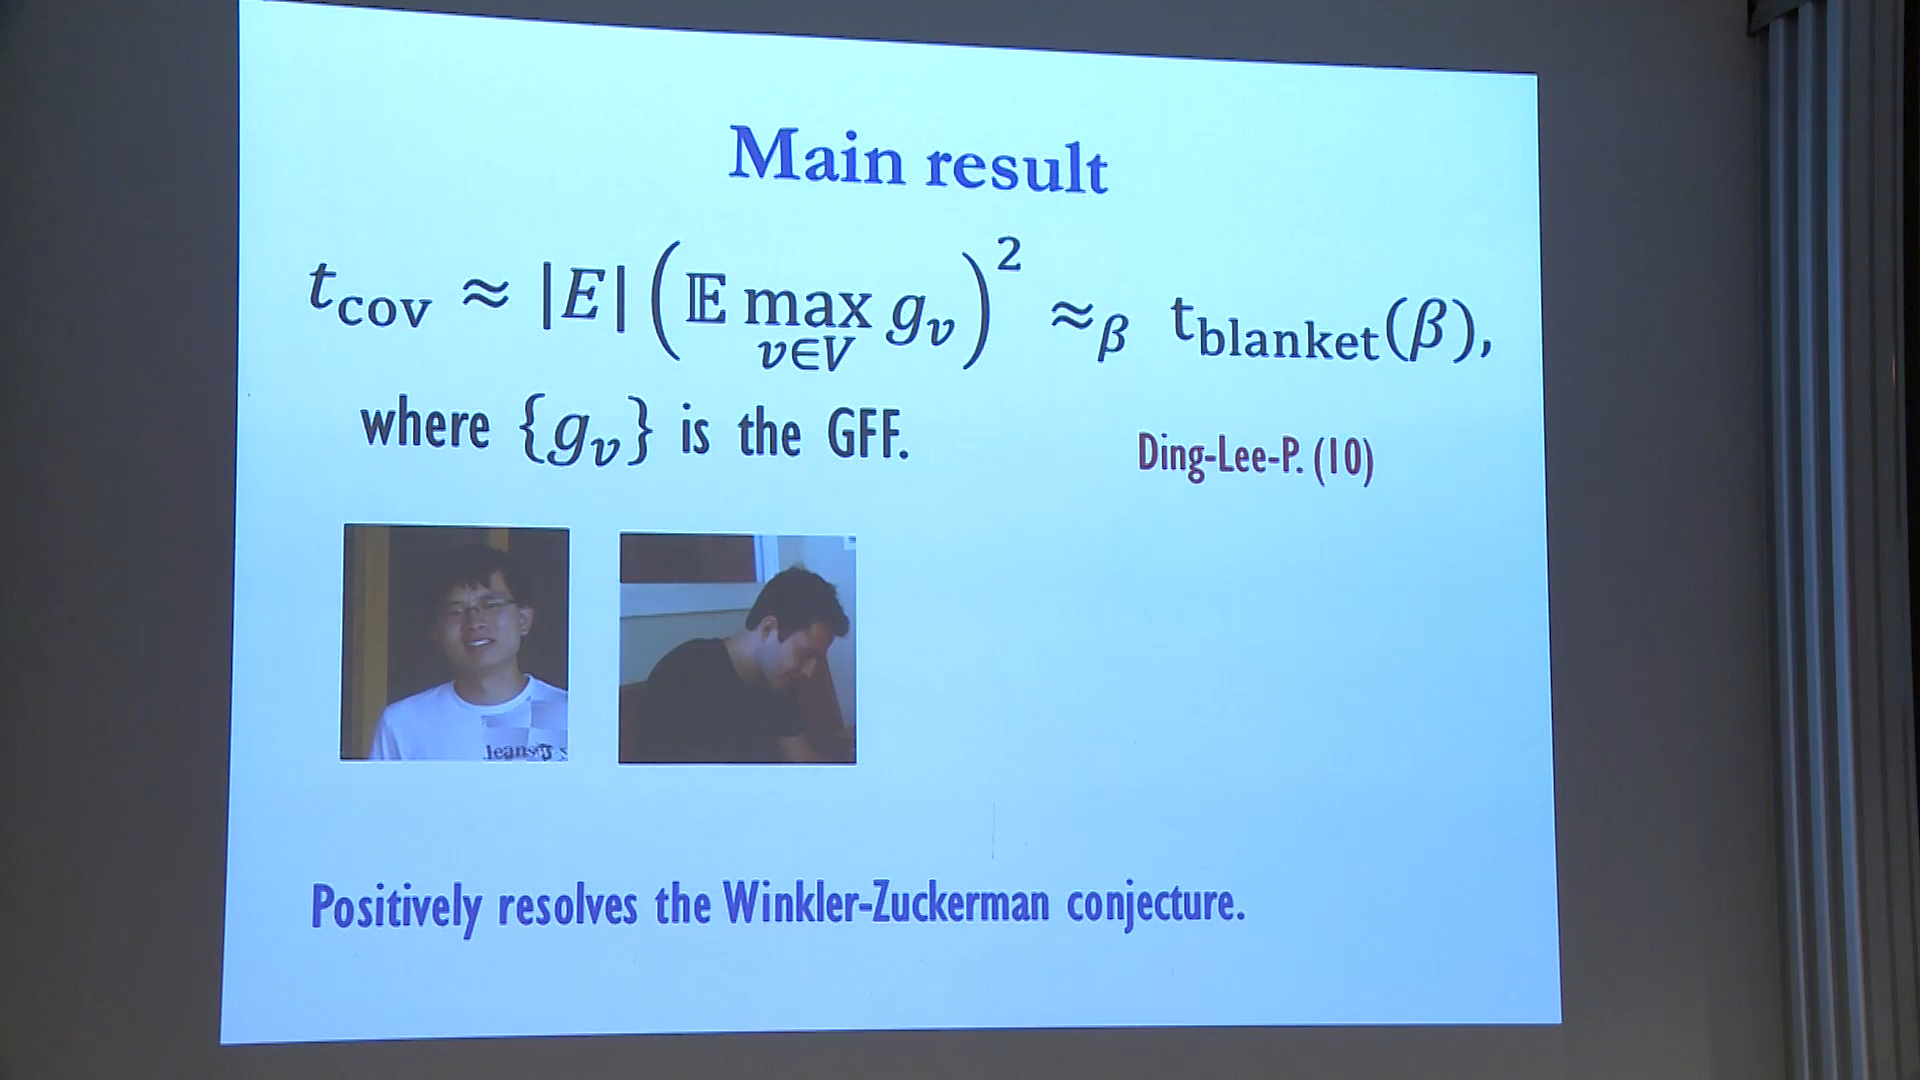 Main result
t_cov ≈ |E| (𝔼 max_{v∈V} g_v)^2 ≈_β t_blanket(β),
where {g_v} is the GFF.
Ding-Lee-P. (10)
Positively resolves the Winkler-Zuckerman conjecture.